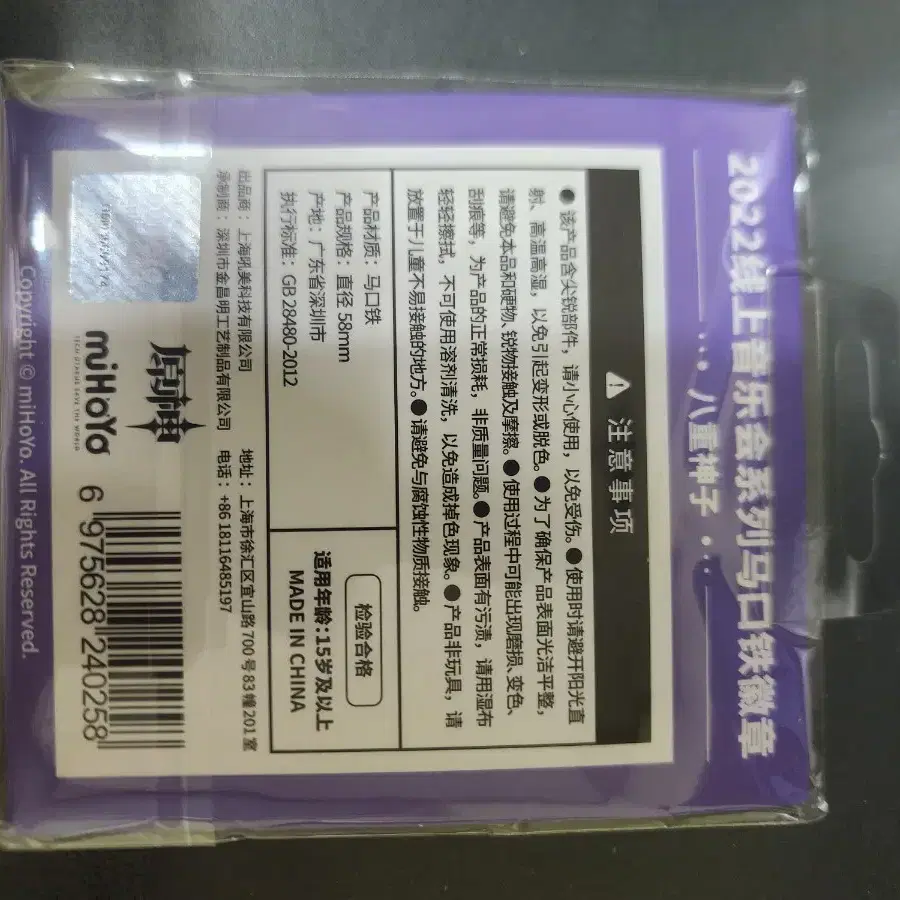 2022线上音乐会系列马口铁徽章
八重神子
注意事项
●该产品含尖锐部件，请小心使用，以免受伤。●使用时请避开阳光直
射、高温高湿，以免引起变形或脱色。●为了确保产品表面光洁平整，
请避免本品和硬物、锐物接触及摩擦。●使用过程中可能出现磨损、变色、
刮痕等，为产品的正常损耗，非质量问题。●产品表面有污渍，请用湿布
轻轻擦拭，不可使用溶剂清洗，以免造成掉色现象。●产品非玩具，请
放置于儿童不易接触的地方。●请避免与腐蚀性物质接触。
产品材质：马口铁
产品规格：直径 58mm
产地：广东省深圳市
执行标准：GB 28480-2012
检验合格
适用年龄:15岁及以上
MADE IN CHINA
出品商：上海吼美科技有限公司
地址：上海市徐汇区宜山路700号83幢201室
承制商：深圳市金昌明工艺制品有限公司
电话：+86 18116485197
原神
miHoYo
TECH OTAKUS SAVE THE WORLD
6 975628 240258
Copyright © miHoYo. All Rights Reserved.